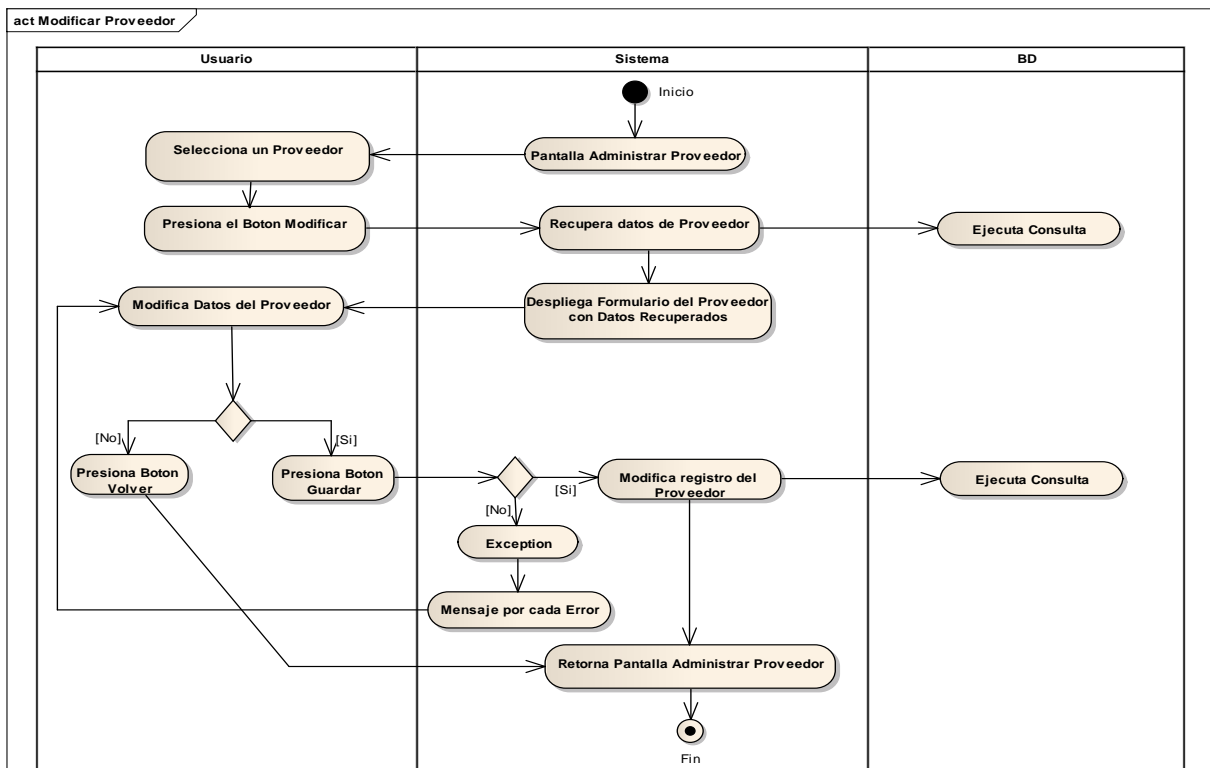 act Modificar Proveedor
Usuario
Sistema
BD
Inicio
Selecciona un Proveedor
Pantalla Administrar Proveedor
Presiona el Boton Modificar
Recupera datos de Proveedor
Ejecuta Consulta
Modifica Datos del Proveedor
Despliega Formulario del Proveedor
con Datos Recuperados
[No]
[Si]
Presiona Boton
Volver
Presiona Boton
Guardar
[Si]
Modifica registro del
Proveedor
Ejecuta Consulta
[No]
Exception
Mensaje por cada Error
Retorna Pantalla Administrar Proveedor
Fin